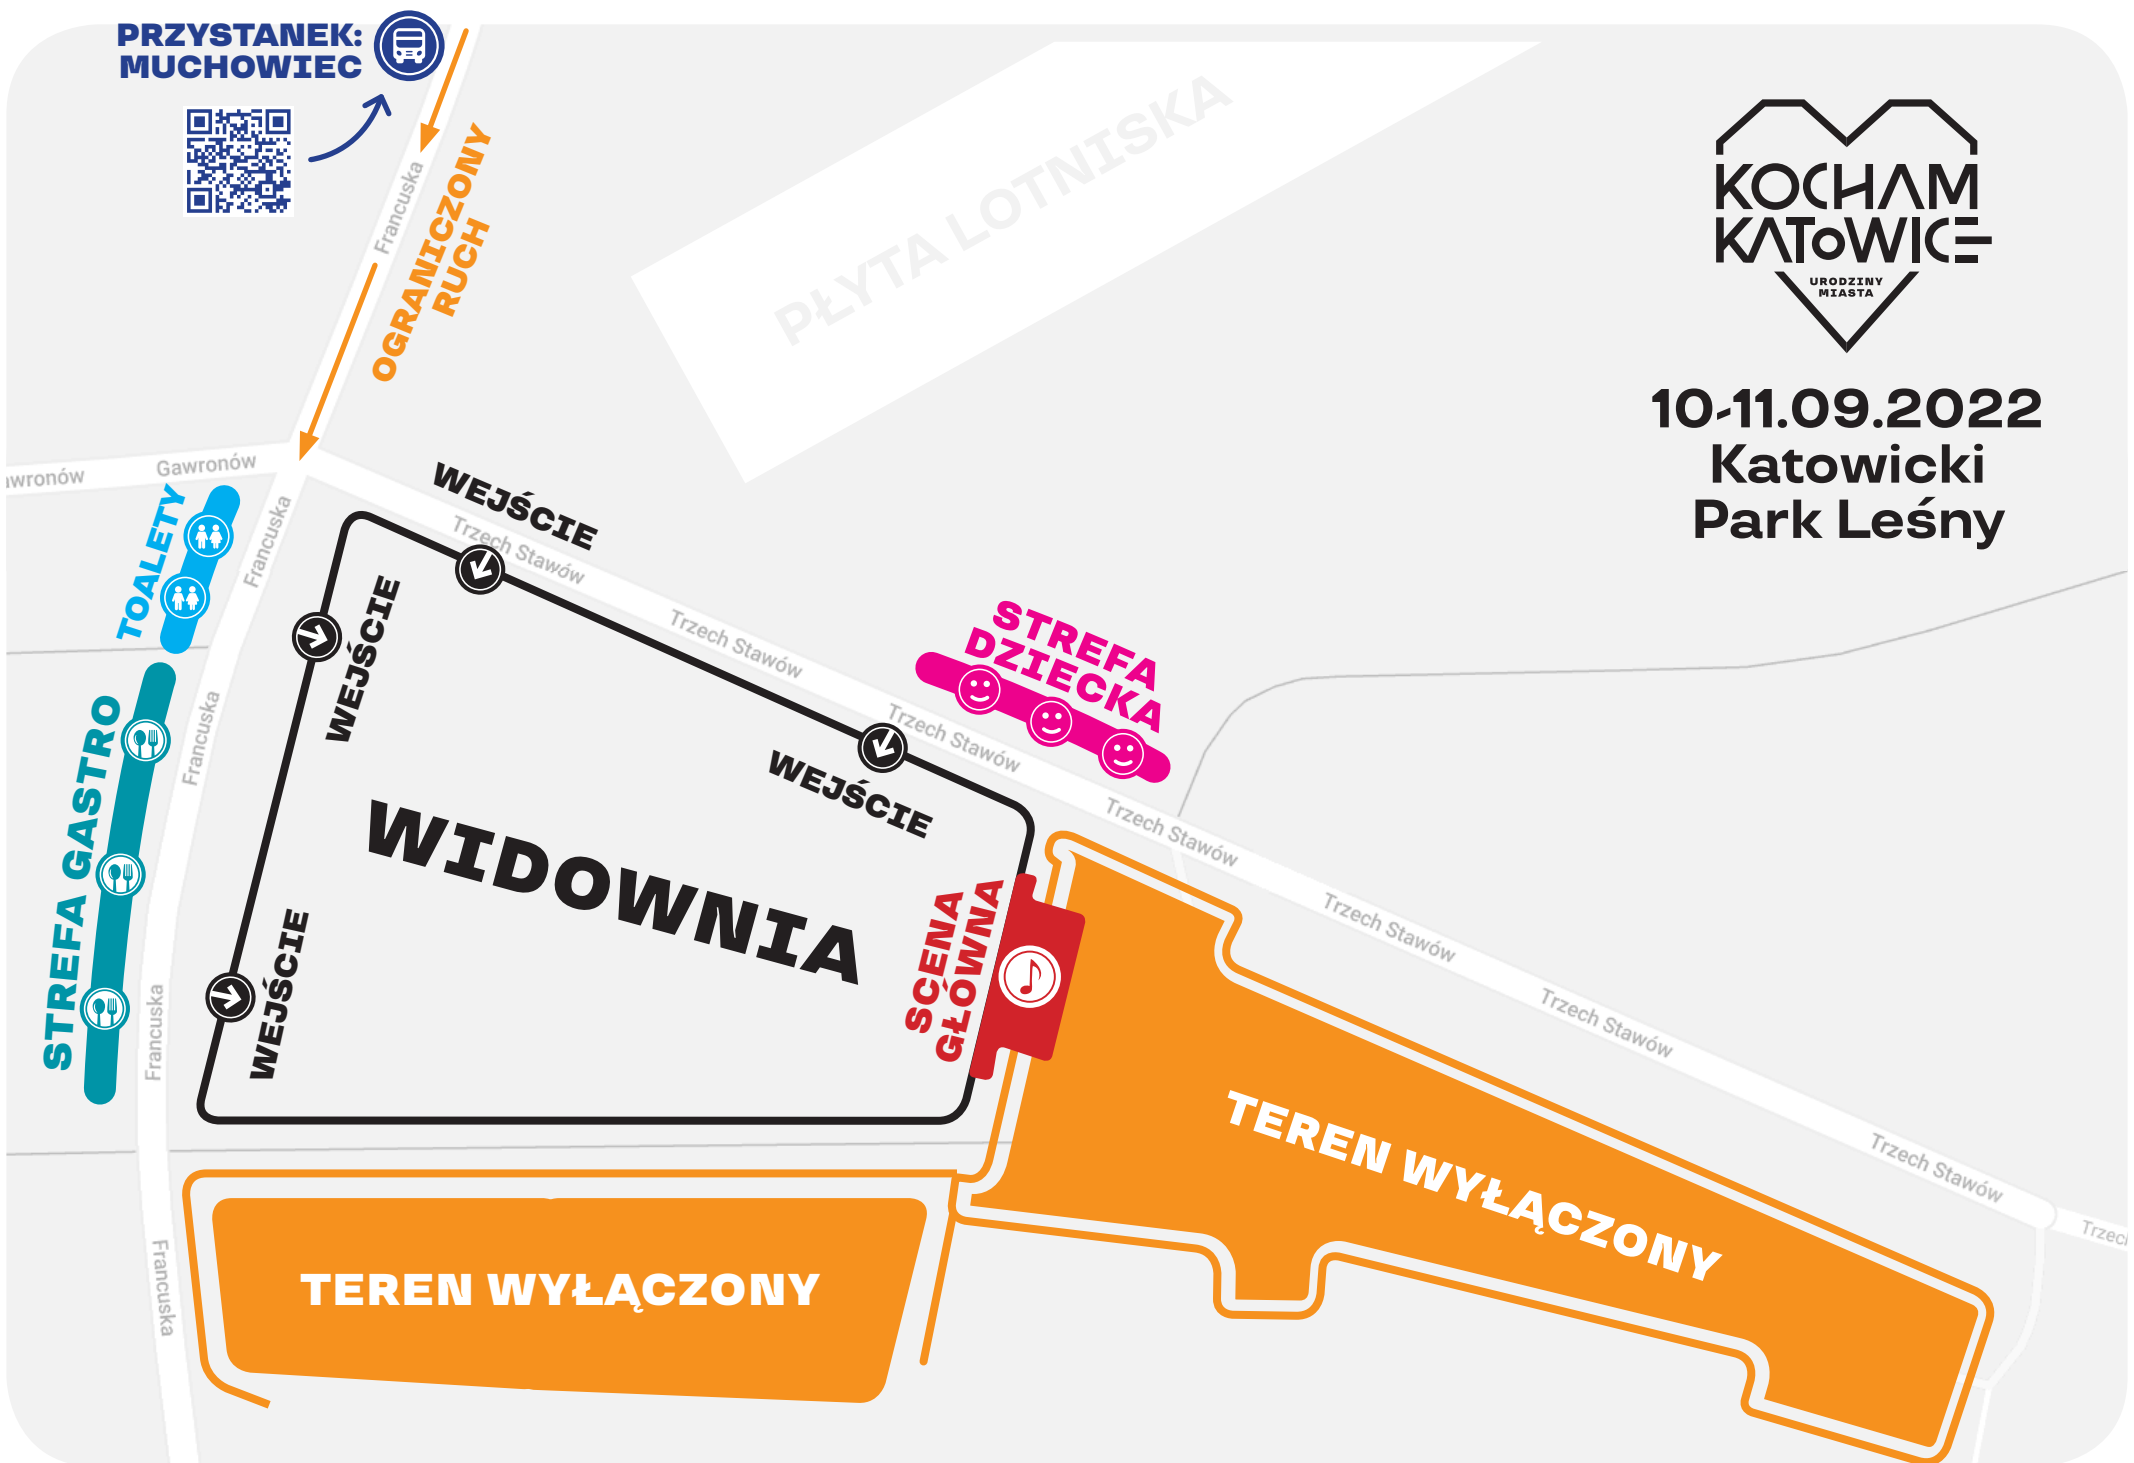 PRZYSTANEK:
MUCHOWIEC
Francuska
OGRANICZONY
RUCH
PŁYTA LOTNISKA
KOCHAM
KATOWICE
URODZINY
MIASTA
10-11.09.2022
Katowicki
Park Leśny
awronów
Gawronów
TOALETY
Francuska
WEJŚCIE
Trzech Stawów
WEJŚCIE
Trzech Stawów
STREFA
DZIECKA
Trzech Stawów
STREFA GASTRO
Francuska
WEJŚCIE
Trzech Stawów
WIDOWNIA
SCENA
GŁÓWNA
Trzech Stawów
WEJŚCIE
Francuska
Trzech Stawów
TEREN WYŁĄCZONY
Trzech Stawów
Trzech
Francuska
TEREN WYŁĄCZONY